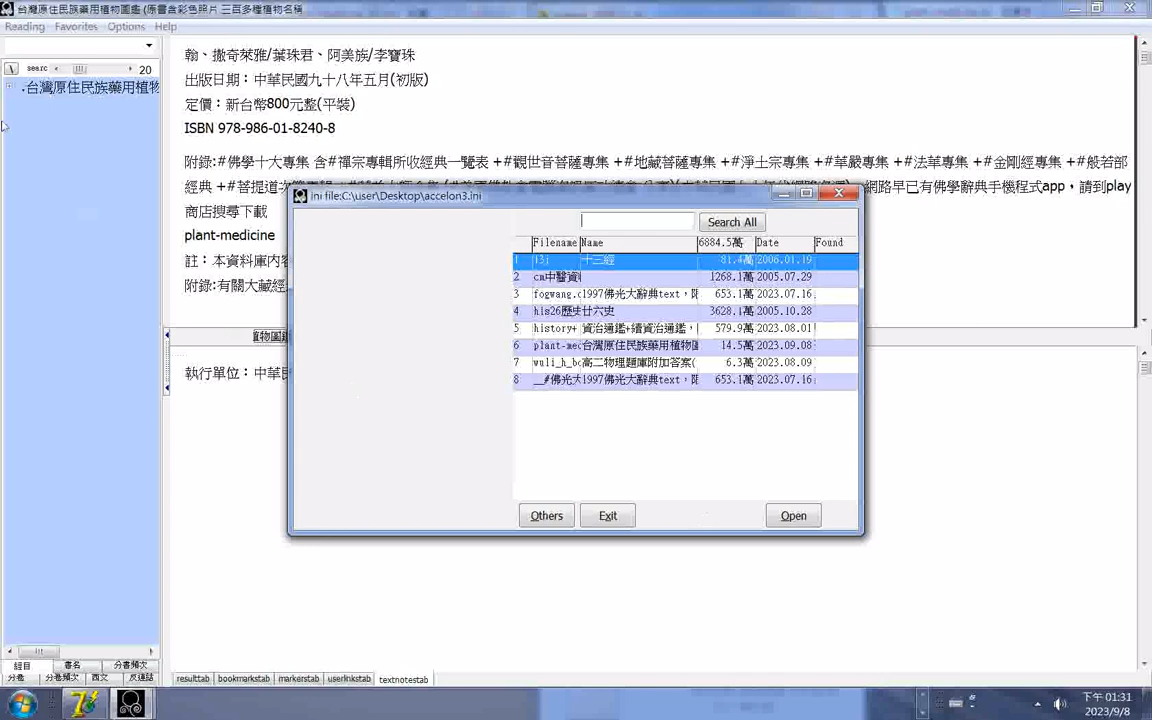 台灣原住民族藥用植物圖鑑 (原書含彩色照片 三百多種植物名稱
Reading Favorites Options Help
searc 20
.台灣原住民族藥用植物
翰、撒奇萊雅/葉珠君、阿美族/李寶珠
出版日期：中華民國九十八年五月(初版)
定價：新台幣800元整(平裝)
ISBN 978-986-01-8240-8
附錄:#佛學十大專集 含#禪宗專輯所收經典一覽表 +#觀世音菩薩專集 +#地藏菩薩專集 +#淨土宗專集 +#華嚴專集 +#法華專集 +#金剛經專集 +#般若部
經典 +#菩提道次
網路早已有佛學辭典手機程式app，請到play
商店搜尋下載
plant-medicine
註：本資料庫內
附錄:有關大藏經
執行單位：中華民
ini file:C:\user\Desktop\accelon3.ini
Search All
Filename Name 6884.5萬 Date Found
1 13j 十三經 81.4萬 2006.01.19
2 cm中醫資料 1268.1萬 2005.07.29
3 fogwang.c 1997佛光大辭典text，附 653.1萬 2023.07.16
4 his26歷史 廿六史 3628.1萬 2005.10.28
5 history+ 資治通鑑+續資治通鑑， 579.9萬 2023.08.01
6 plant-med 台灣原住民族藥用植物圖 14.5萬 2023.09.08
7 wuli_h_bc 高二物理題庫附加答案( 6.3萬 2023.08.09
8 __#佛光大 1997佛光大辭典text，附 653.1萬 2023.07.16
Others Exit Open
經目 書名 分書頻次
分卷 分卷頻次 西文 反連結
resulttab bookmarkstab markerstab userlinkstab textnotestab
下午 01:31
2023/9/8